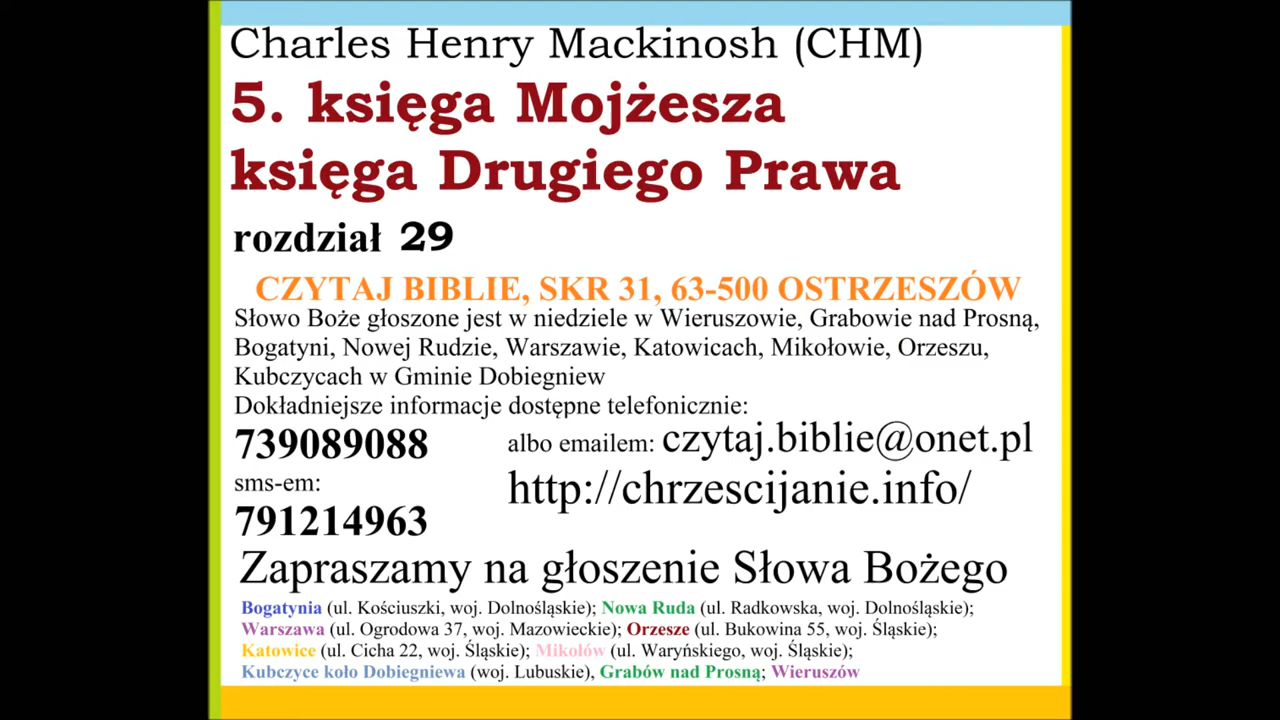 Charles Henry Mackinosh (CHM)
5. księga Mojżesza
księga Drugiego Prawa
rozdział 29
CZYTAJ BIBLIE, SKR 31, 63-500 OSTRZESZÓW
Słowo Boże głoszone jest w niedziele w Wieruszowie, Grabowie nad Prosną,
Bogatyni, Nowej Rudzie, Warszawie, Katowicach, Mikołowie, Orzeszu,
Kubczycach w Gminie Dobiegniew
Dokładniejsze informacje dostępne telefonicznie:
739089088
albo emailem: czytaj.biblie@onet.pl
sms-em:
http://chrzescijanie.info/
791214963
Zapraszamy na głoszenie Słowa Bożego
Bogatynia (ul. Kościuszki, woj. Dolnośląskie); Nowa Ruda (ul. Radkowska, woj. Dolnośląskie);
Warszawa (ul. Ogrodowa 37, woj. Mazowieckie); Orzesze (ul. Bukowina 55, woj. Śląskie);
Katowice (ul. Cicha 22, woj. Śląskie); Mikołów (ul. Waryńskiego, woj. Śląskie);
Kubczyce koło Dobiegniewa (woj. Lubuskie), Grabów nad Prosną; Wieruszów